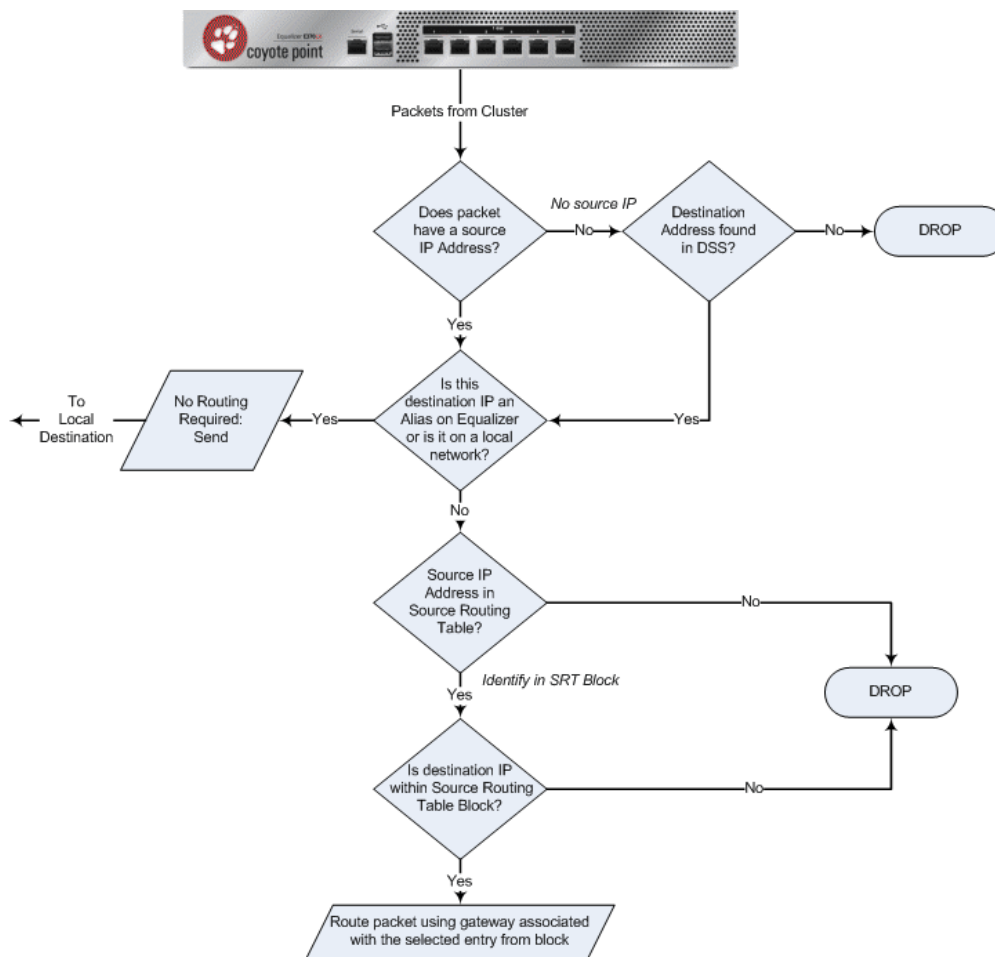 coyote point
Packets from Cluster
Does packet
have a source
IP Address?
No source IP
No
Destination
Address found
in DSS?
No
DROP
Yes
Yes
Is this
destination IP an
Alias on Equalizer
or is it on a local
network?
Yes
No Routing
Required:
Send
To
Local
Destination
No
Source IP
Address in
Source Routing
Table?
No
Identify in SRT Block
Yes
DROP
Is destination IP
within Source Routing
Table Block?
No
Yes
Route packet using gateway associated
with the selected entry from block